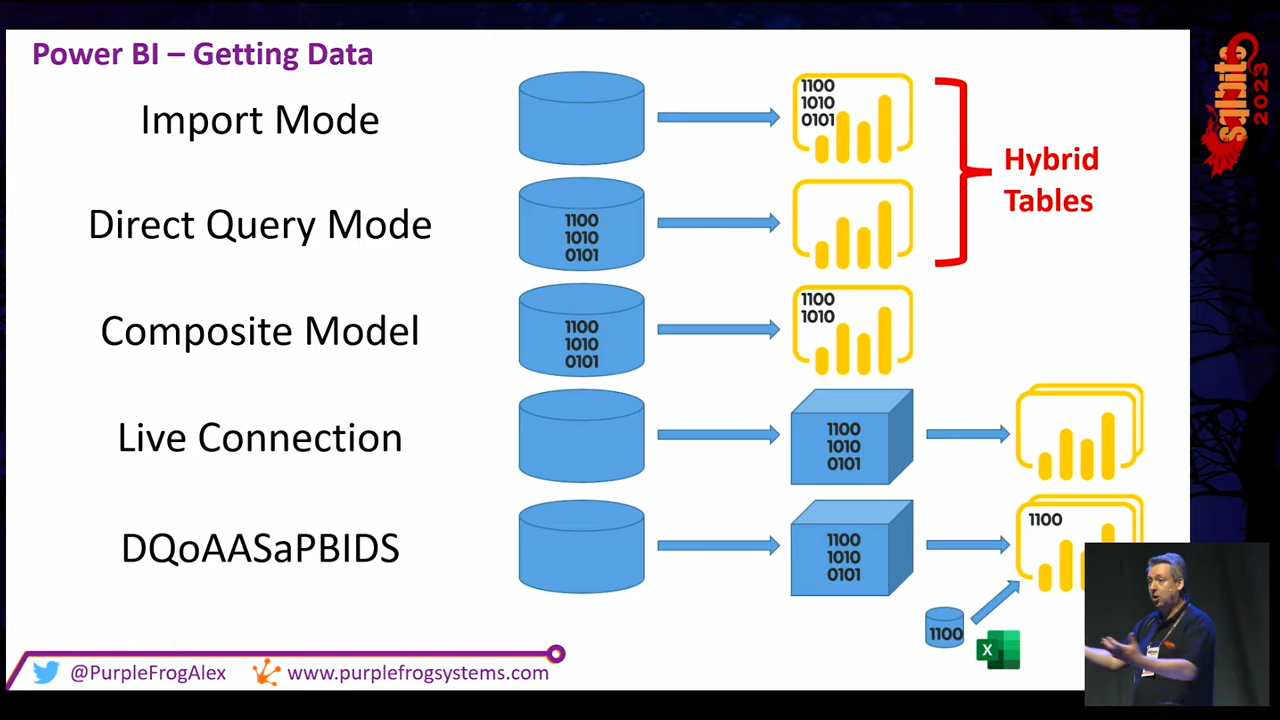 Power BI – Getting Data
sqlbits
2023
Import Mode
1100
1010
0101
Hybrid
Tables
Direct Query Mode
1100
1010
0101
Composite Model
1100
1010
0101
1100
1010
Live Connection
1100
1010
0101
DQoAASaPBIDS
1100
1010
0101
1100
1100
X
@PurpleFrogAlex
www.purplefrogsystems.com